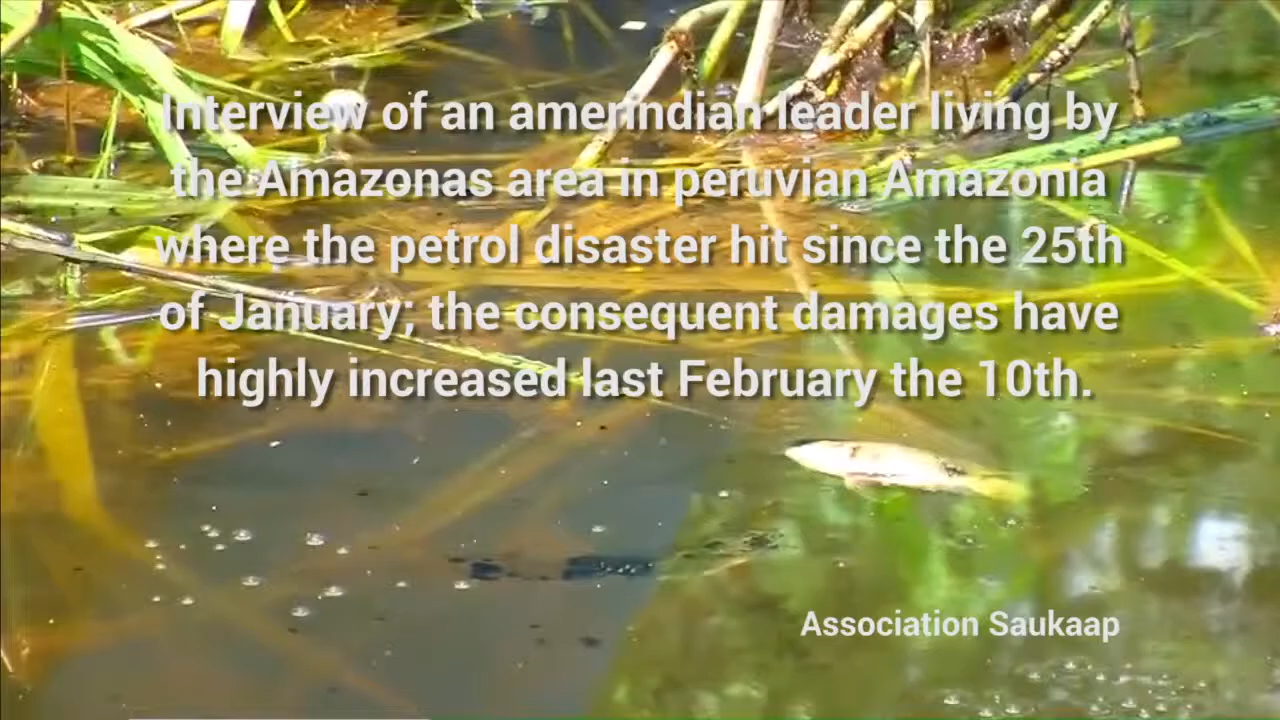 Interview of an amerindian leader living by
the Amazonas area in peruvian Amazonia
where the petrol disaster hit since the 25th
of January; the consequent damages have
highly increased last February the 10th.
Association Saukaap